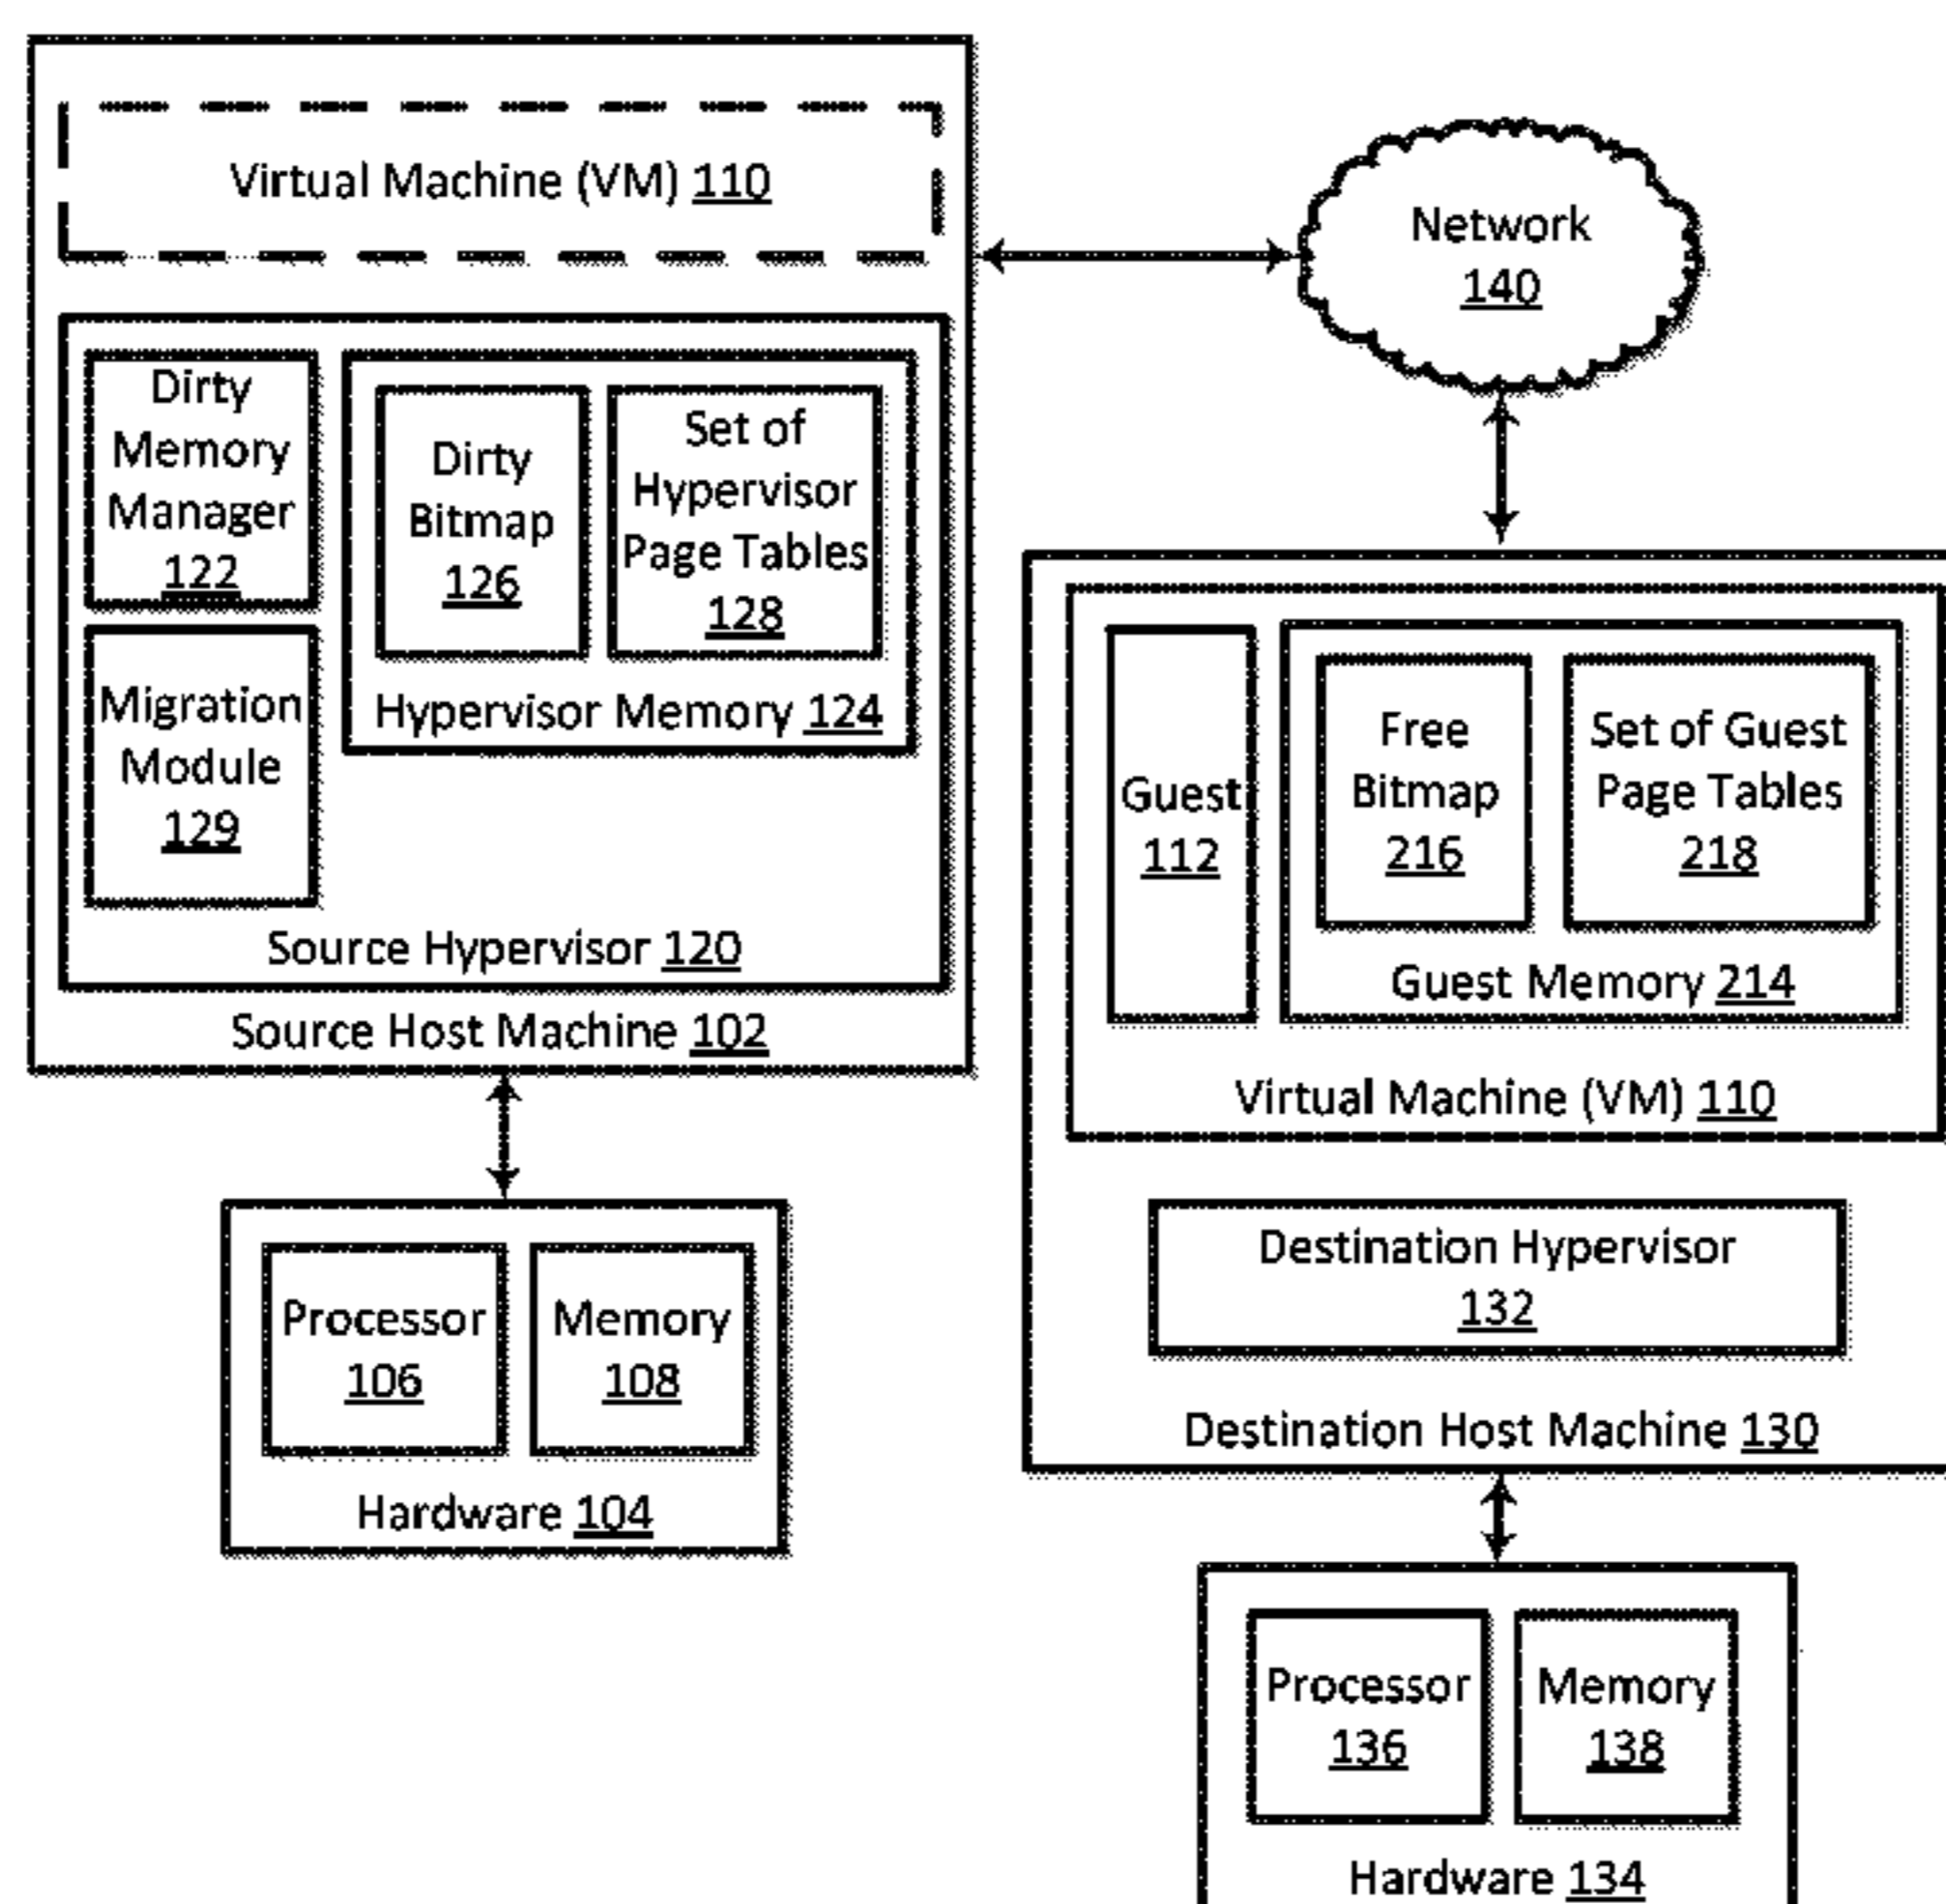 Virtual Machine (VM) 110
Dirty
Memory
Manager
122
Dirty
Bitmap
126
Set of
Hypervisor
Page Tables
128
Hypervisor Memory 124
Migration
Module
129
Source Hypervisor 120
Source Host Machine 102
Processor
106
Memory
108
Hardware 104
Network
140
Guest
112
Free
Bitmap
216
Set of Guest
Page Tables
218
Guest Memory 214
Virtual Machine (VM) 110
Destination Hypervisor
132
Destination Host Machine 130
Processor
136
Memory
138
Hardware 134